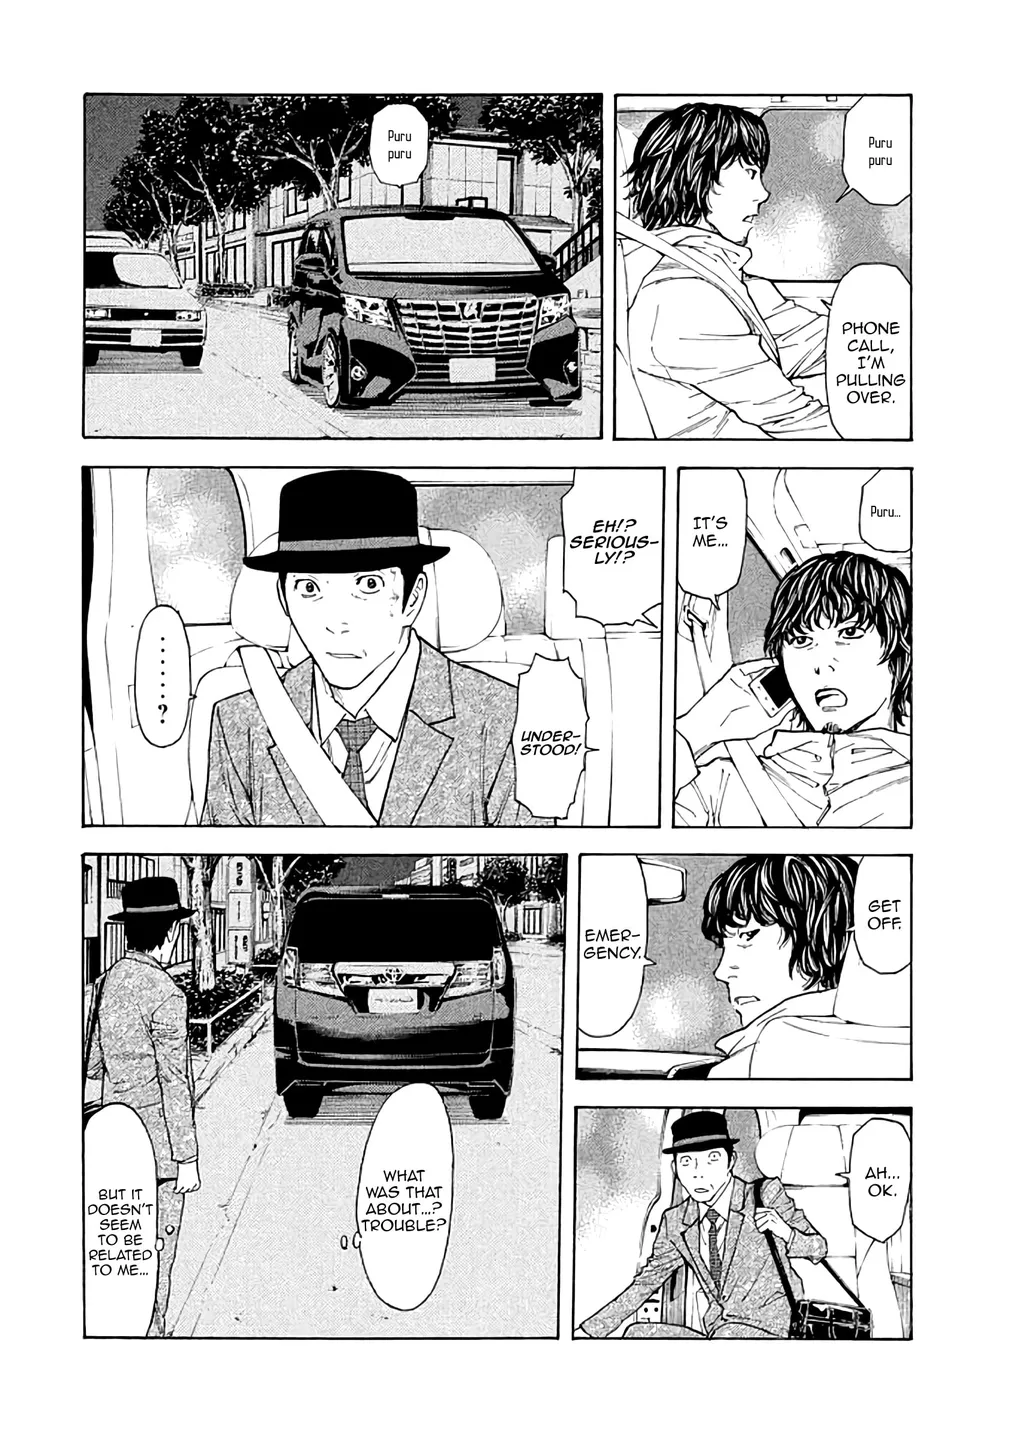 Puru
puru
PHONE
CALL,
I'M
PULLING
OVER.
Puru
puru
Puru...
IT'S
ME...
EH!?
SERIOUS-
LY!?
UNDER-
STOOD!
......?
GET
OFF.
EMER-
GENCY.
AH...
OK.
WHAT
WAS THAT
ABOUT...?
TROUBLE?
BUT IT
DOESN'T
SEEM
TO BE
RELATED
TO ME...